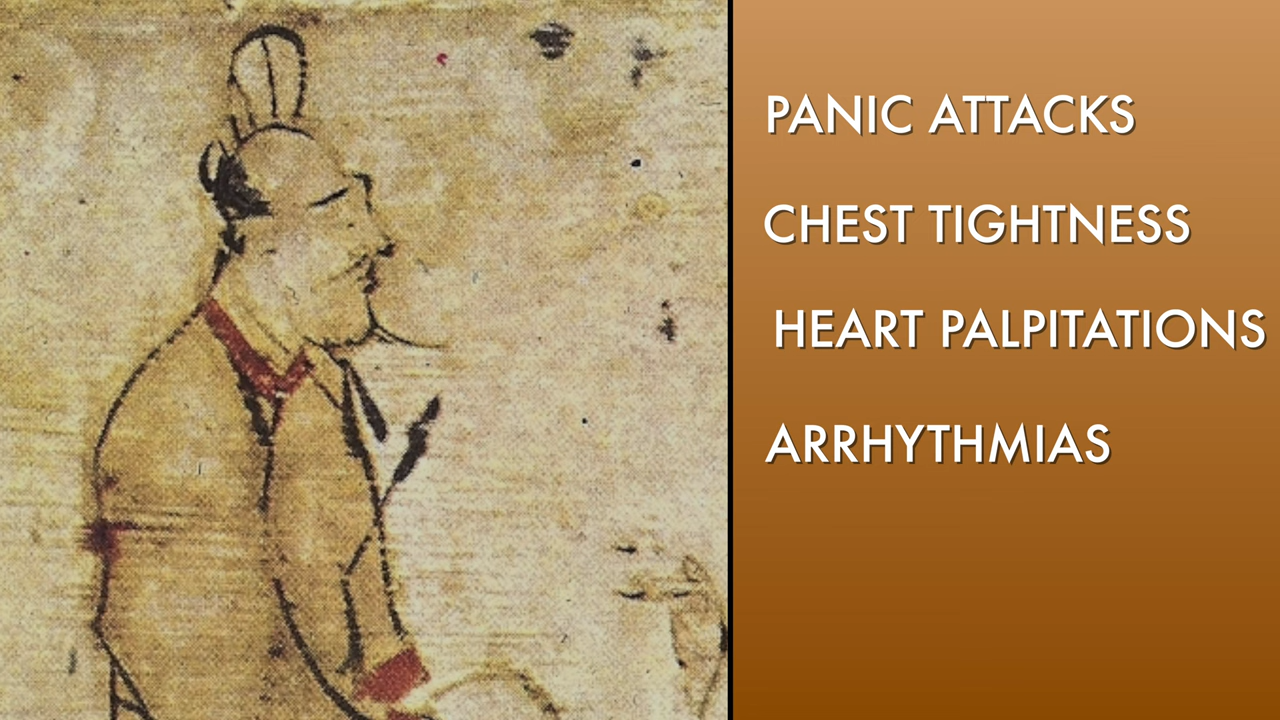 PANIC ATTACKS
CHEST TIGHTNESS
HEART PALPITATIONS
ARRHYTHMIAS